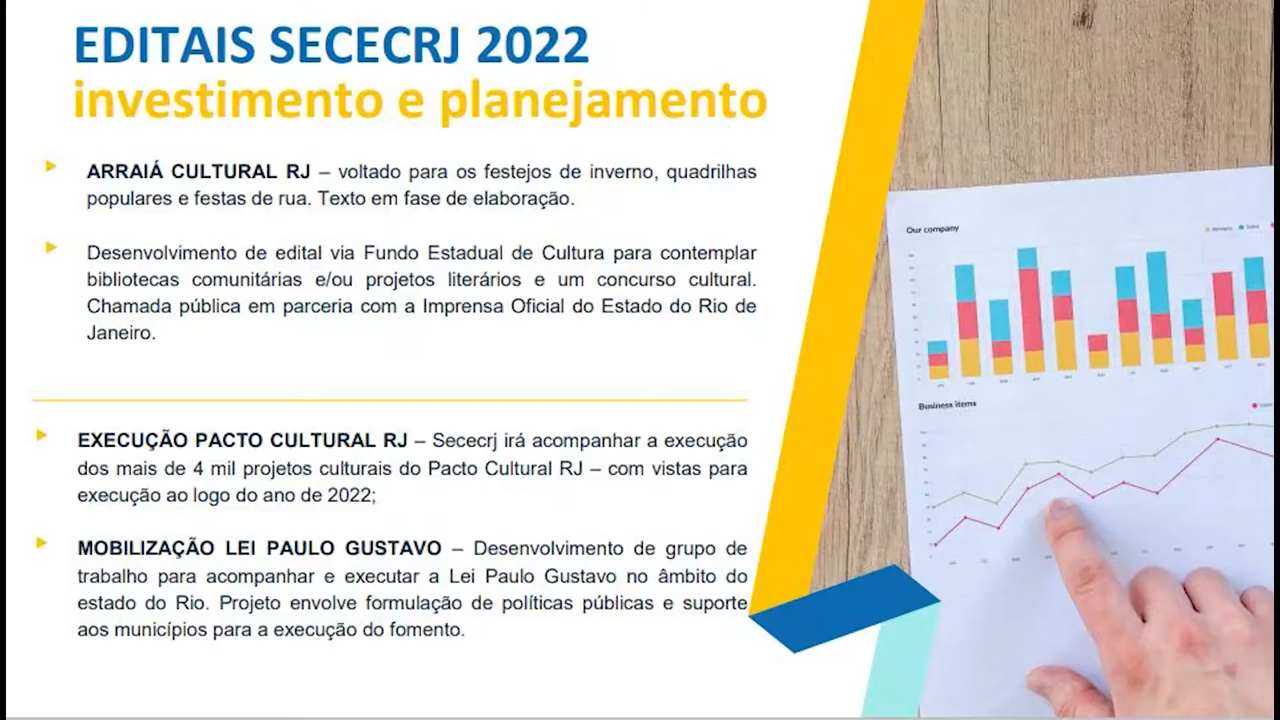 EDITAIS SECECRJ 2022
investimento e planejamento
ARRAIÁ CULTURAL RJ – voltado para os festejos de inverno, quadrilhas
populares e festas de rua. Texto em fase de elaboração.
Desenvolvimento de edital via Fundo Estadual de Cultura para contemplar
bibliotecas comunitárias e/ou projetos literários e um concurso cultural.
Chamada pública em parceria com a Imprensa Oficial do Estado do Rio de
Janeiro.
EXECUÇÃO PACTO CULTURAL RJ – Sececrj irá acompanhar a execução
dos mais de 4 mil projetos culturais do Pacto Cultural RJ – com vistas para
execução ao logo do ano de 2022;
MOBILIZAÇÃO LEI PAULO GUSTAVO – Desenvolvimento de grupo de
trabalho para acompanhar e executar a Lei Paulo Gustavo no âmbito do
estado do Rio. Projeto envolve formulação de políticas públicas e suporte
aos municípios para a execução do fomento.
Our company
Business items